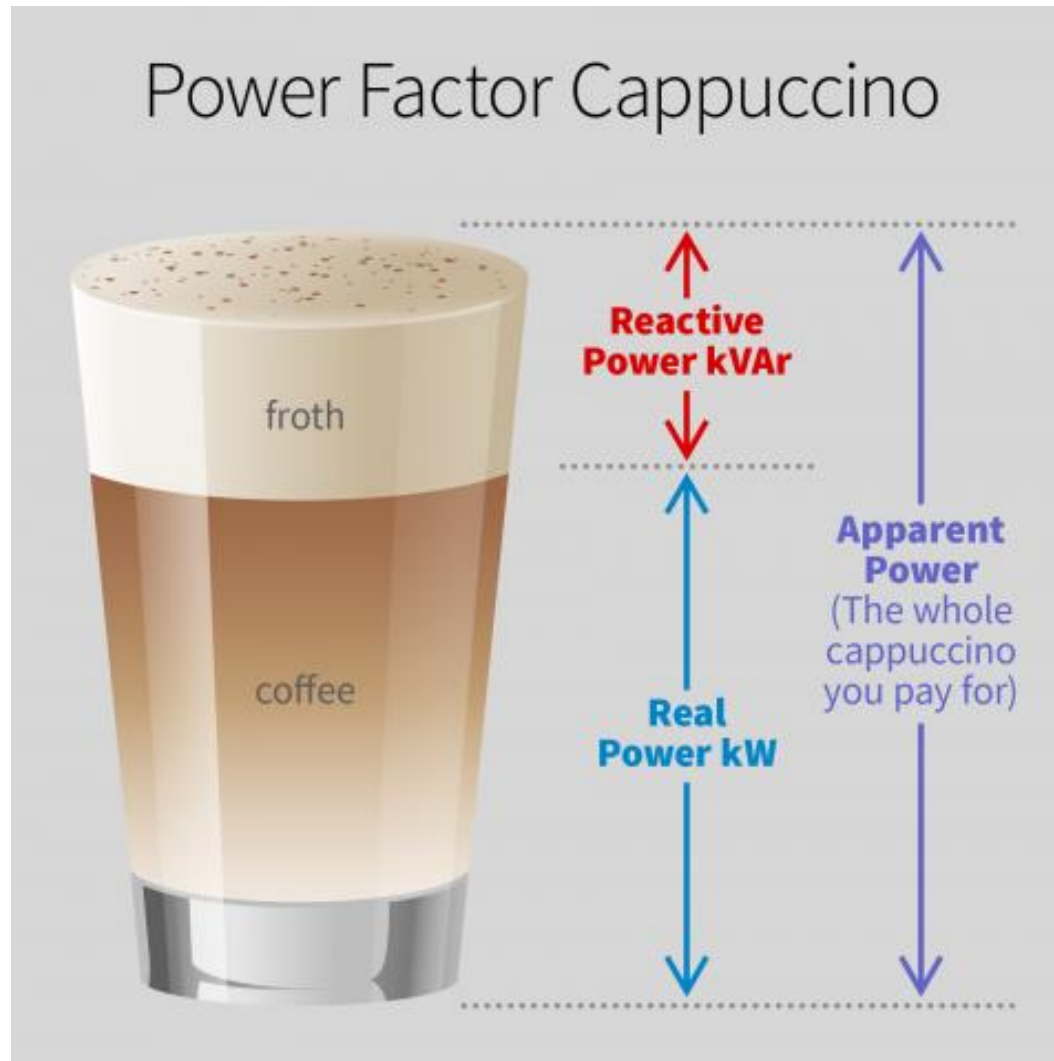 Power Factor Cappuccino
froth
coffee
Reactive
Power kVAr
Real
Power kW
Apparent
Power
(The whole
cappuccino
you pay for)